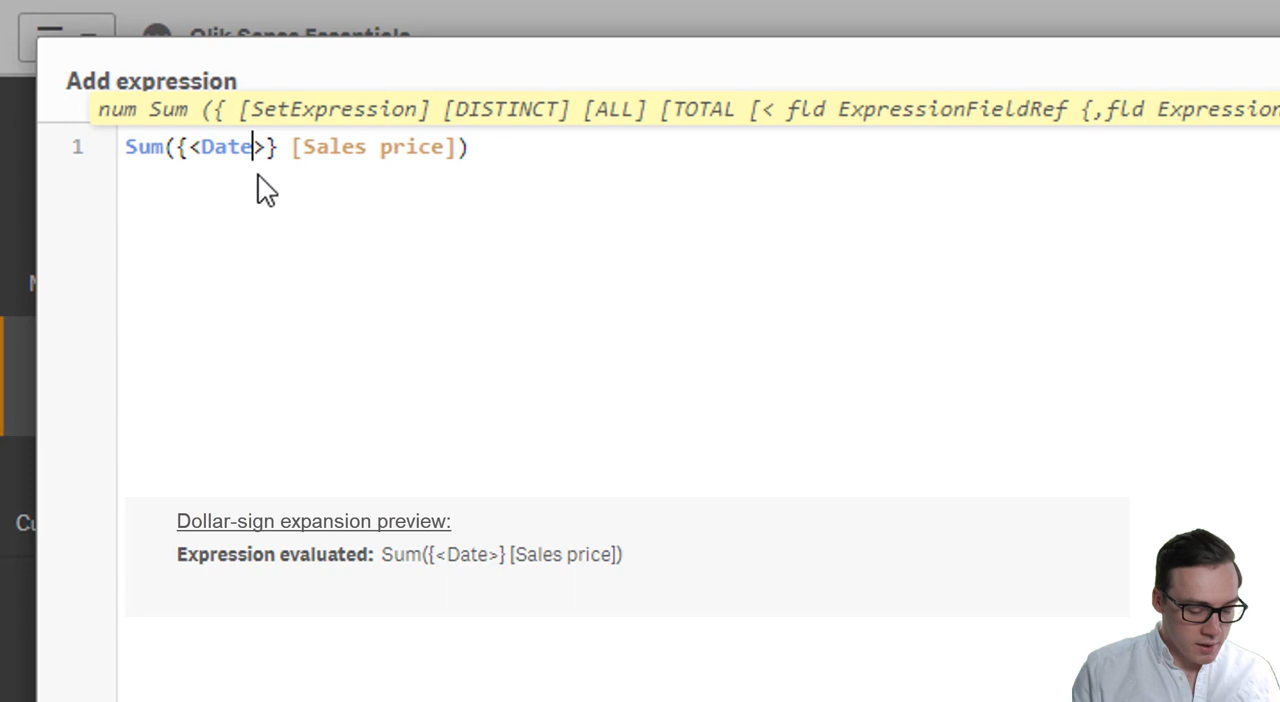 Qlik Sense Essentials
Add expression
num Sum ({ [SetExpression] [DISTINCT] [ALL] [TOTAL [< fld ExpressionFieldRef {,fld Expression
1 Sum({<Date>} [Sales price])
Dollar-sign expansion preview:
Expression evaluated: Sum({<Date>} [Sales price])